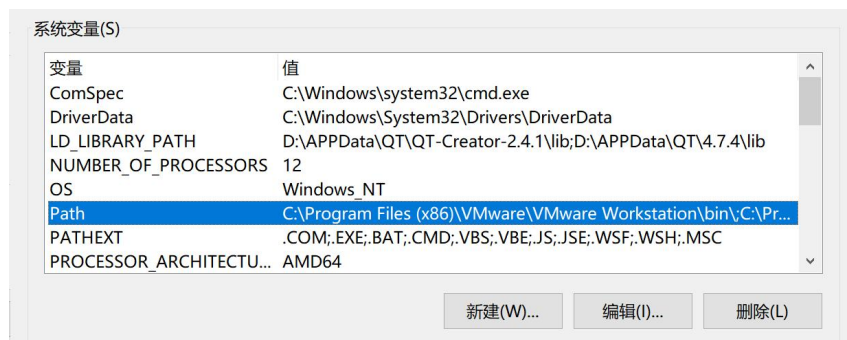 系统变量(S)
变量 值
ComSpec C:\Windows\system32\cmd.exe
DriverData C:\Windows\System32\Drivers\DriverData
LD_LIBRARY_PATH D:\APPData\QT\QT-Creator-2.4.1\lib;D:\APPData\QT\4.7.4\lib
NUMBER_OF_PROCESSORS 12
OS Windows_NT
Path C:\Program Files (x86)\VMware\VMware Workstation\bin\;C:\Pr...
PATHEXT .COM;.EXE;.BAT;.CMD;.VBS;.VBE;.JS;.JSE;.WSF;.WSH;.MSC
PROCESSOR_ARCHITECTU... AMD64
新建(W)... 编辑(I)... 删除(L)